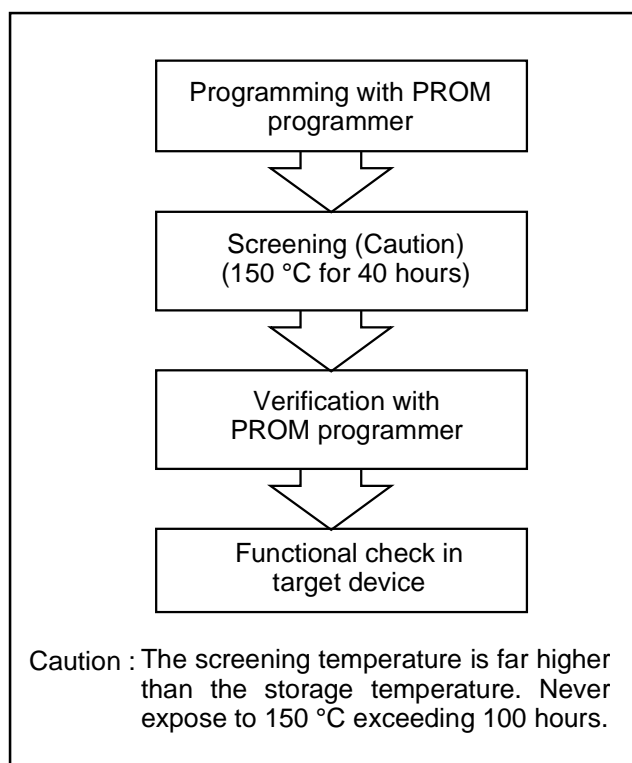 Programming with PROM
programmer
Screening (Caution)
(150 °C for 40 hours)
Verification with
PROM programmer
Functional check in
target device
Caution : The screening temperature is far higher
than the storage temperature. Never
expose to 150 °C exceeding 100 hours.